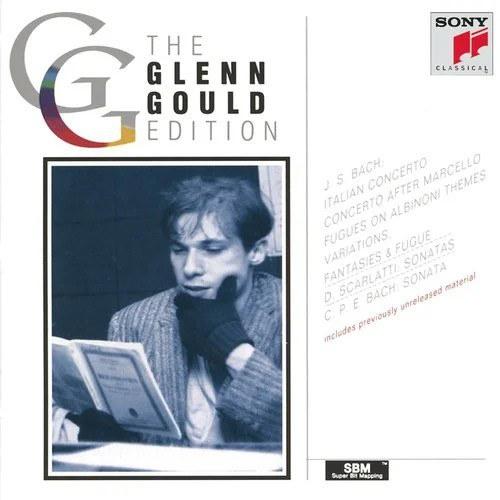 GG
THE
GLENN
GOULD
EDITION
SONY
CLASSICAL
J. S. BACH:
ITALIAN CONCERTO
CONCERTO AFTER MARCELLO
FUGUES ON ALBINONI THEMES
VARIATIONS
FANTASIES & FUGUE
D. SCARLATTI: SONATAS
C. P. E. BACH: SONATA
includes previously unreleased material
SBM™
Super Bit Mapping